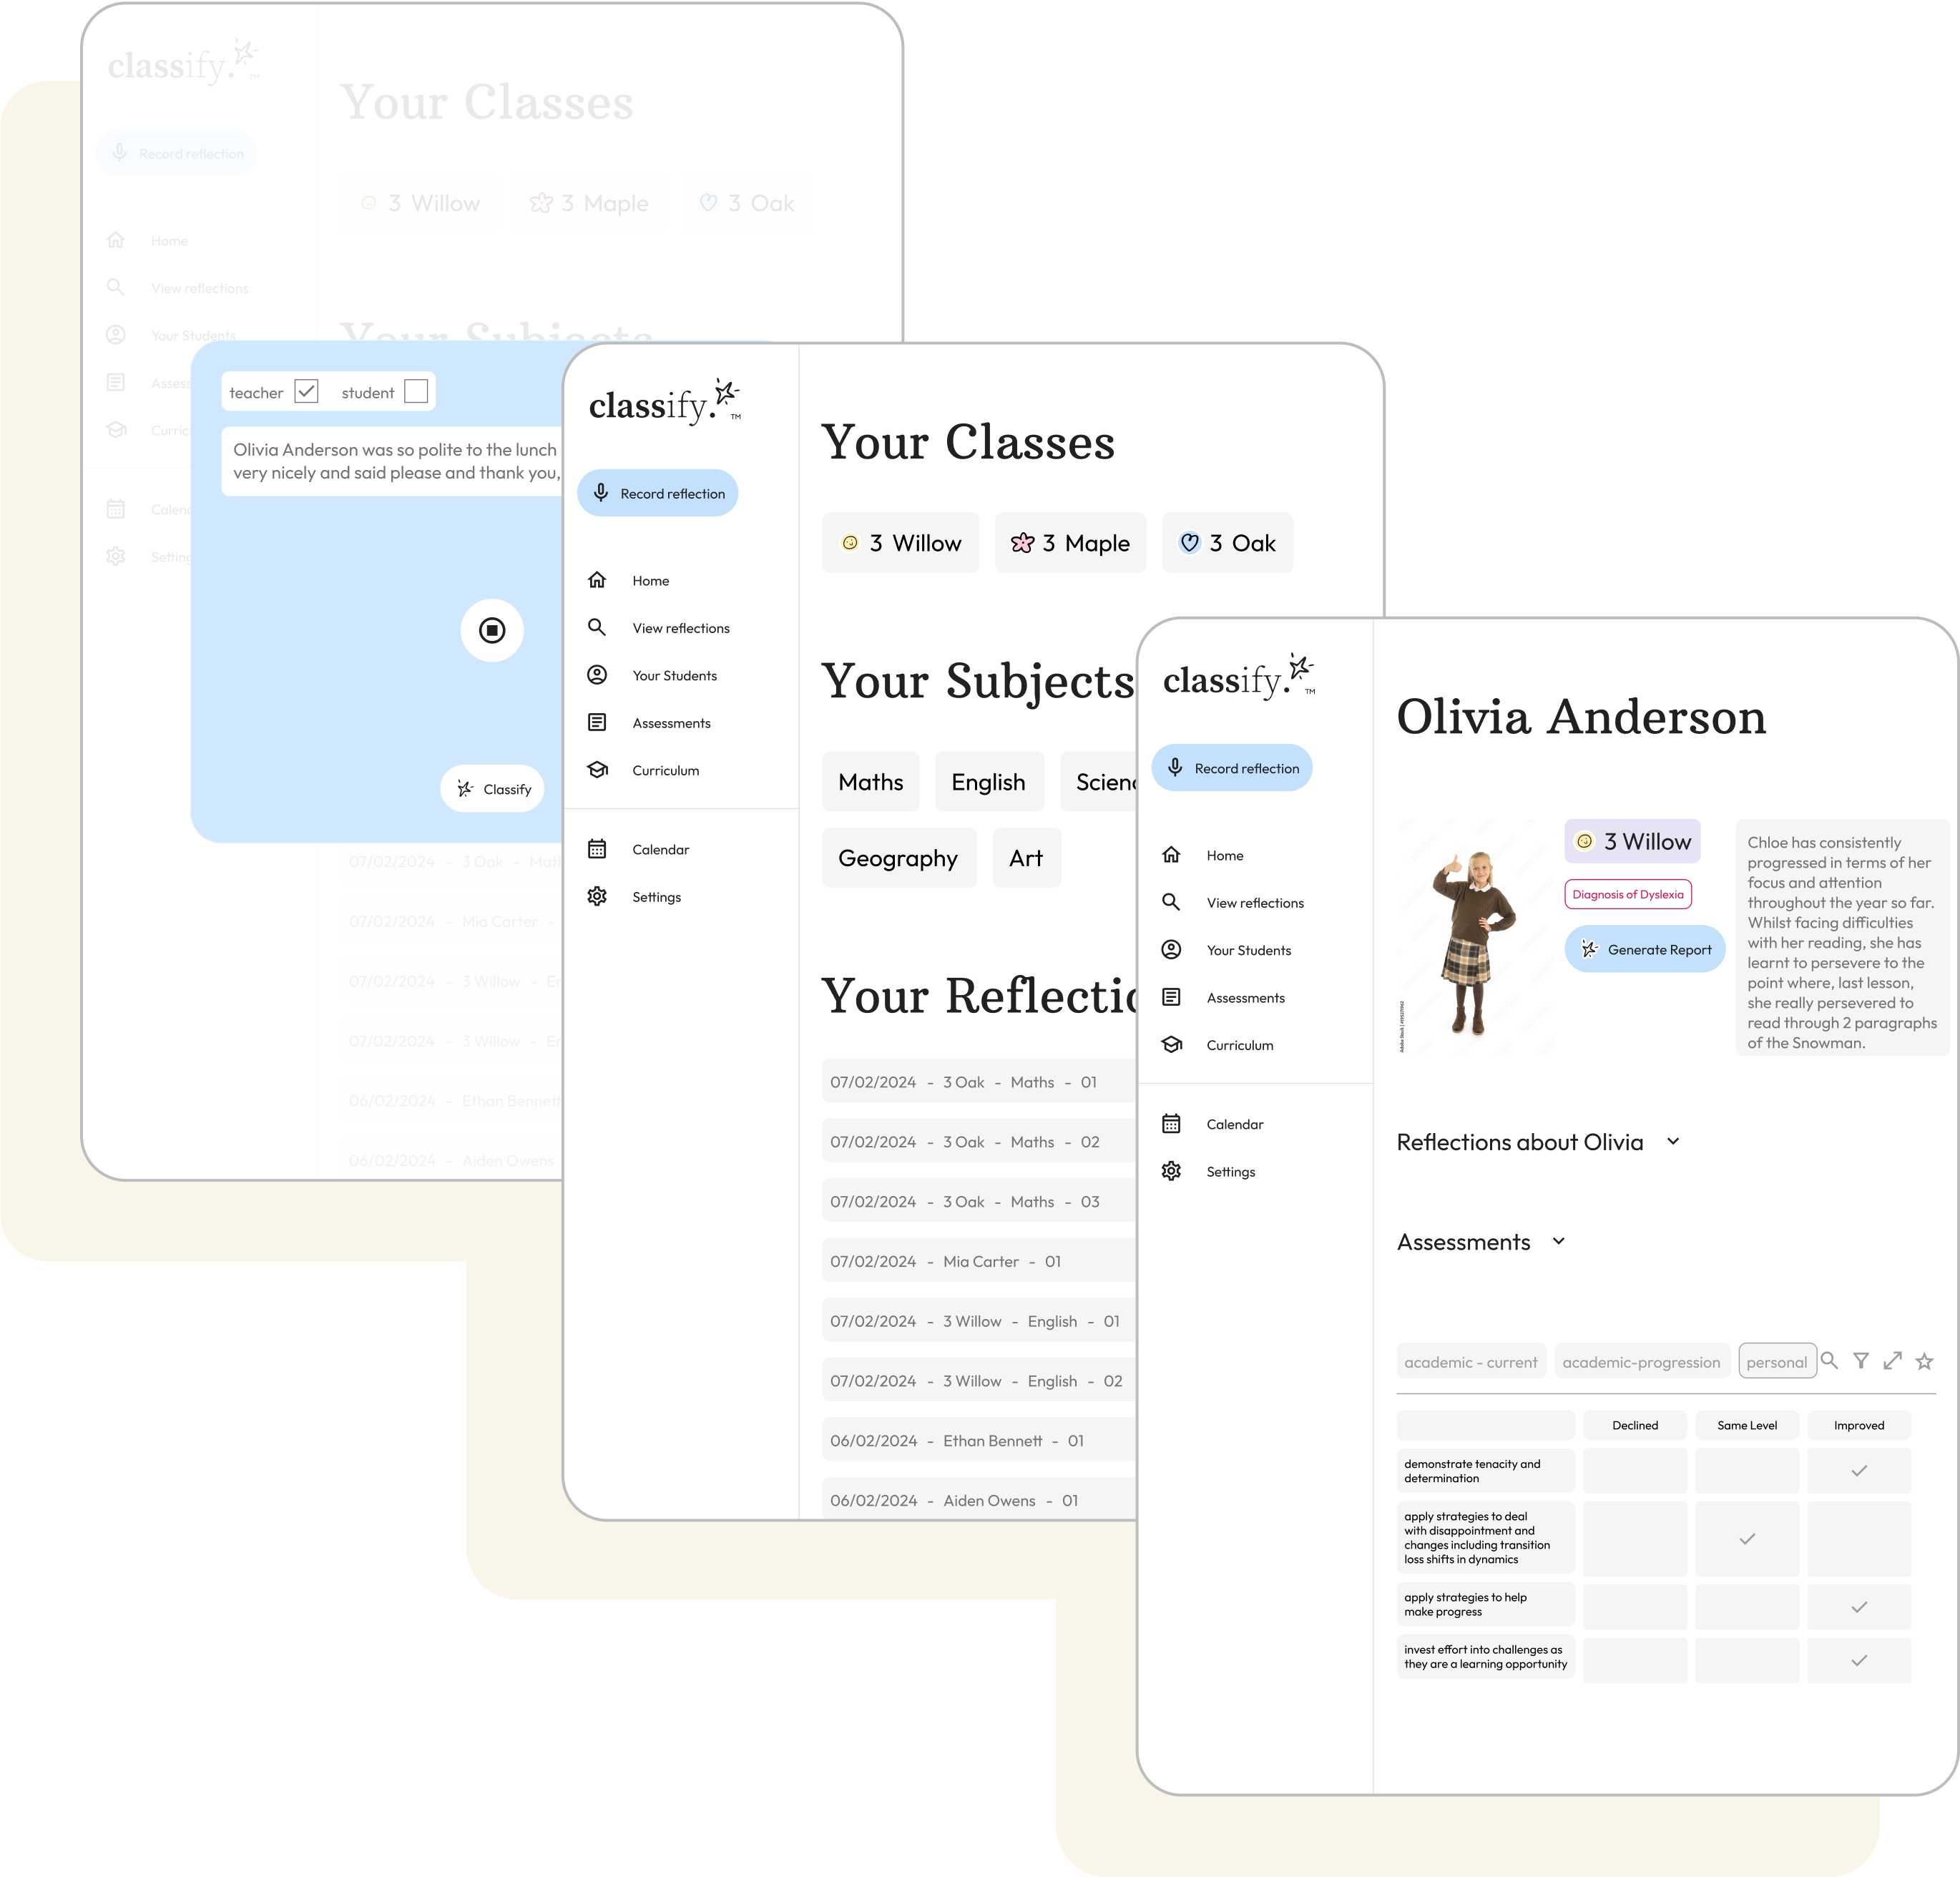 classify.™
Your Classes
Record reflection
3 Willow
3 Maple
3 Oak
Home
View reflections
Your Students
Your Subjects
Assess
Curric
Calen
Setting
teacher
student
Olivia Anderson was so polite to the lunch
very nicely and said please and thank you,
Classify
07/02/2024 - 3 Oak - Math
07/02/2024 - Mia Carter -
07/02/2024 - 3 Willow - En
07/02/2024 - 3 Willow - En
06/02/2024 - Ethan Bennett
06/02/2024 - Aiden Owens
classify.™
Record reflection
Home
View reflections
Your Students
Assessments
Curriculum
Calendar
Settings
Your Classes
3 Willow
3 Maple
3 Oak
Your Subjects
Maths
English
Scienc
Geography
Art
Your Reflectio
07/02/2024 - 3 Oak - Maths - 01
07/02/2024 - 3 Oak - Maths - 02
07/02/2024 - 3 Oak - Maths - 03
07/02/2024 - Mia Carter - 01
07/02/2024 - 3 Willow - English - 01
07/02/2024 - 3 Willow - English - 02
06/02/2024 - Ethan Bennett - 01
06/02/2024 - Aiden Owens - 01
classify.™
Record reflection
Home
View reflections
Your Students
Assessments
Curriculum
Calendar
Settings
Olivia Anderson
3 Willow
Diagnosis of Dyslexia
Generate Report
Chloe has consistently
progressed in terms of her
focus and attention
throughout the year so far.
Whilst facing difficulties
with her reading, she has
learnt to persevere to the
point where, last lesson,
she really persevered to
read through 2 paragraphs
of the Snowman.
Reflections about Olivia
Assessments
academic - current
academic-progression
personal
Declined
Same Level
Improved
demonstrate tenacity and
determination
apply strategies to deal
with disappointment and
changes including transition
loss shifts in dynamics
apply strategies to help
make progress
invest effort into challenges as
they are a learning opportunity